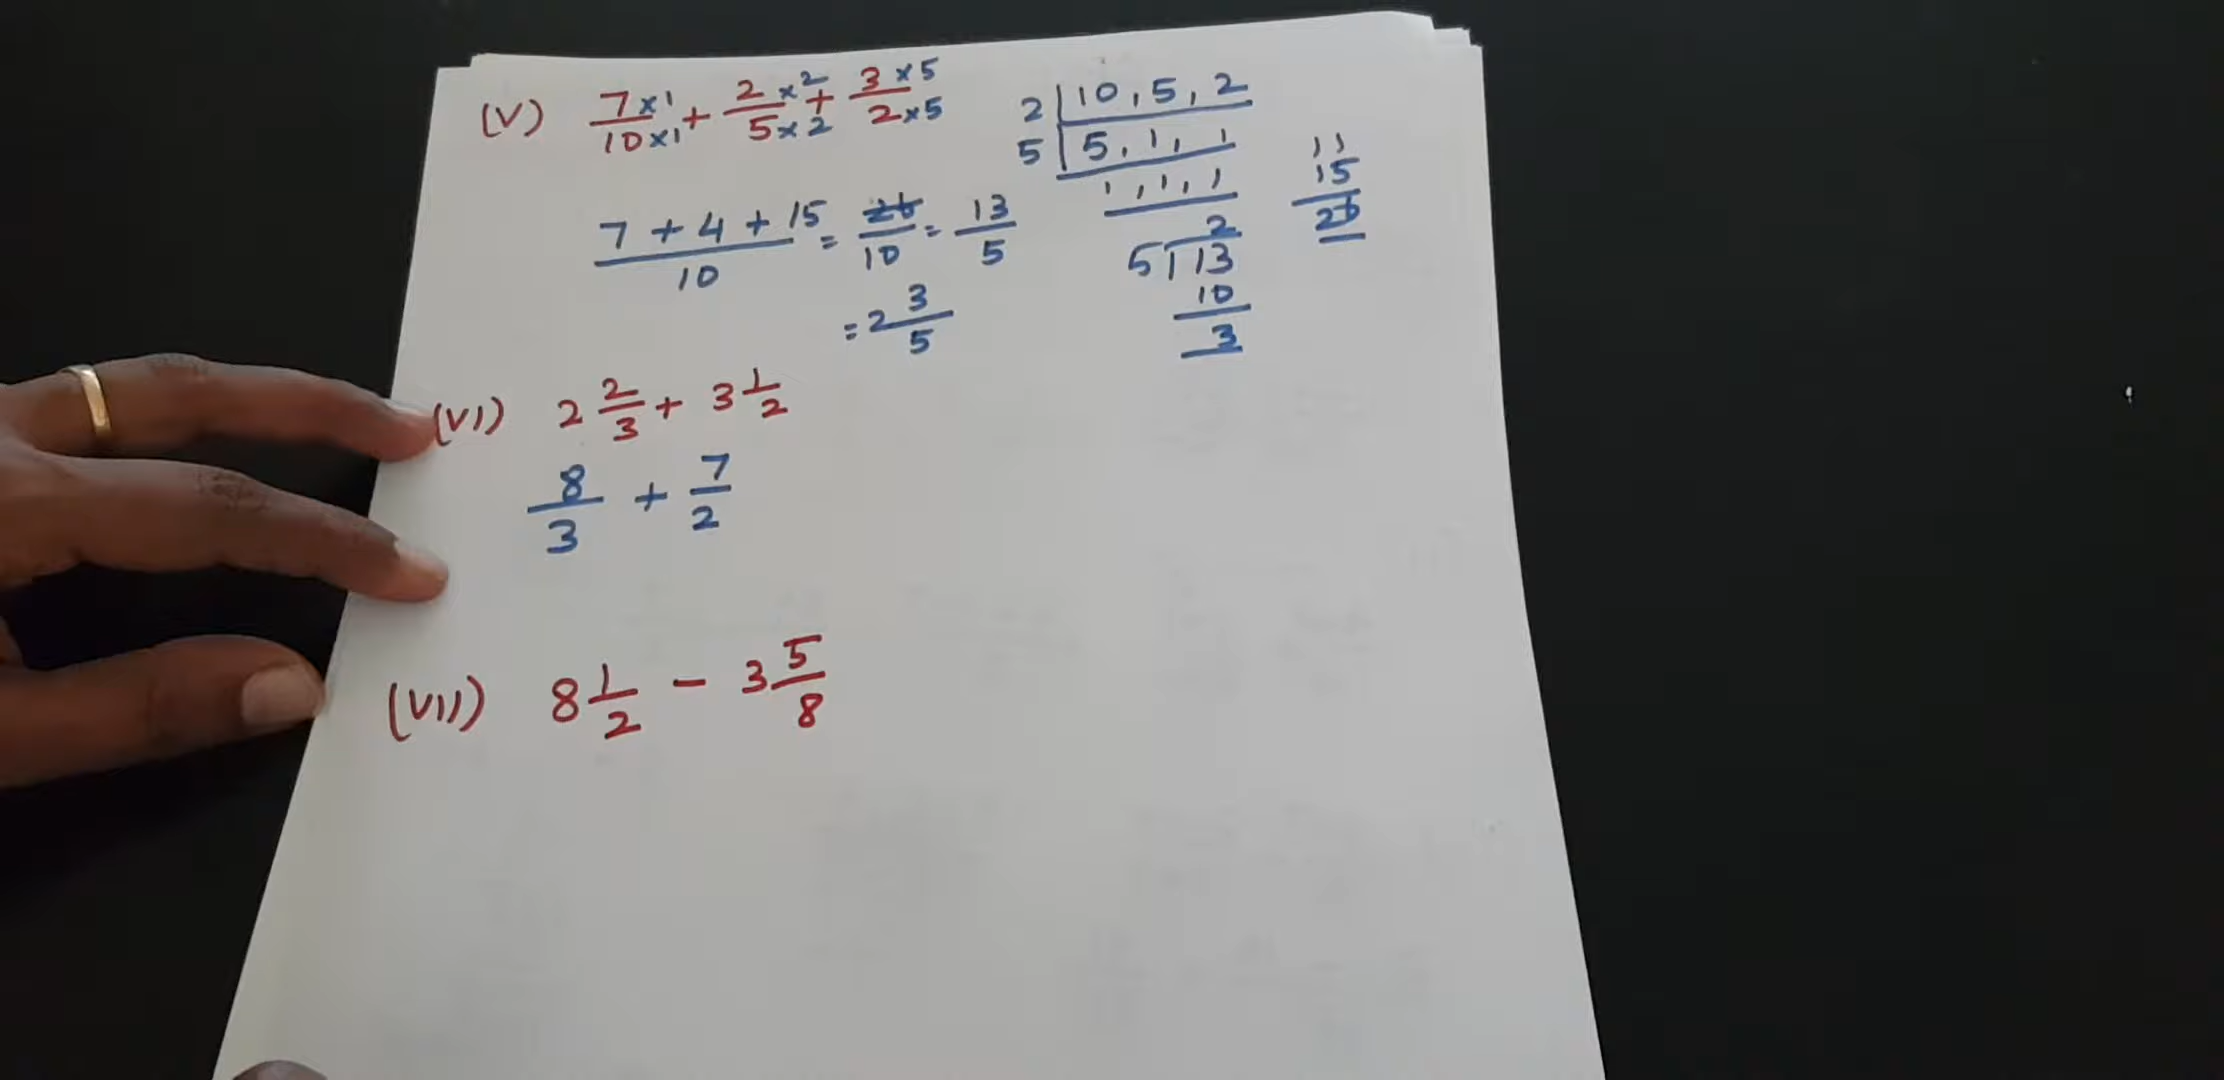 (V) 7×1/10×1 + 2×2/5×2 + 3×5/2×5
2 | 10, 5, 2
5 | 5, 1, 1
1, 1, 1
7 + 4 + 15 / 10 = 26/10 = 13/5
= 2 3/5
11
15
26
2
5) 13
10
3
(VI) 2 2/3 + 3 1/2
8/3 + 7/2
(VII) 8 1/2 - 3 5/8